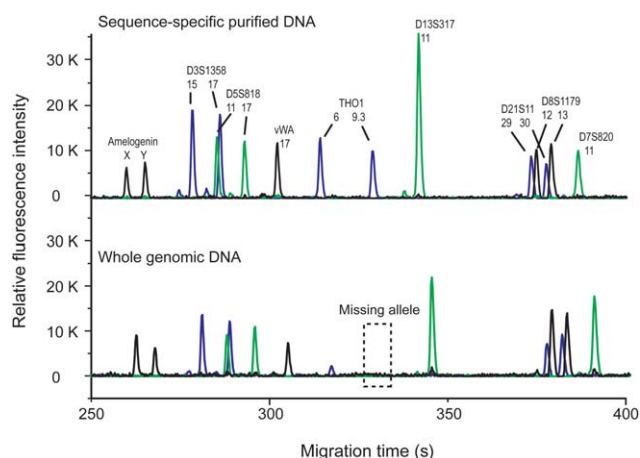 Sequence-specific purified DNA
D13S317
11
D3S1358
15 17
D5S818
11 17
Amelogenin
X Y
vWA
17
THO1
6 9.3
D21S11
29 30
D8S1179
12 13
D7S820
11
30 K
20 K
10 K
0
Relative fluorescence intensity
Whole genomic DNA
Missing allele
30 K
20 K
10 K
0
250 300 350 400
Migration time (s)